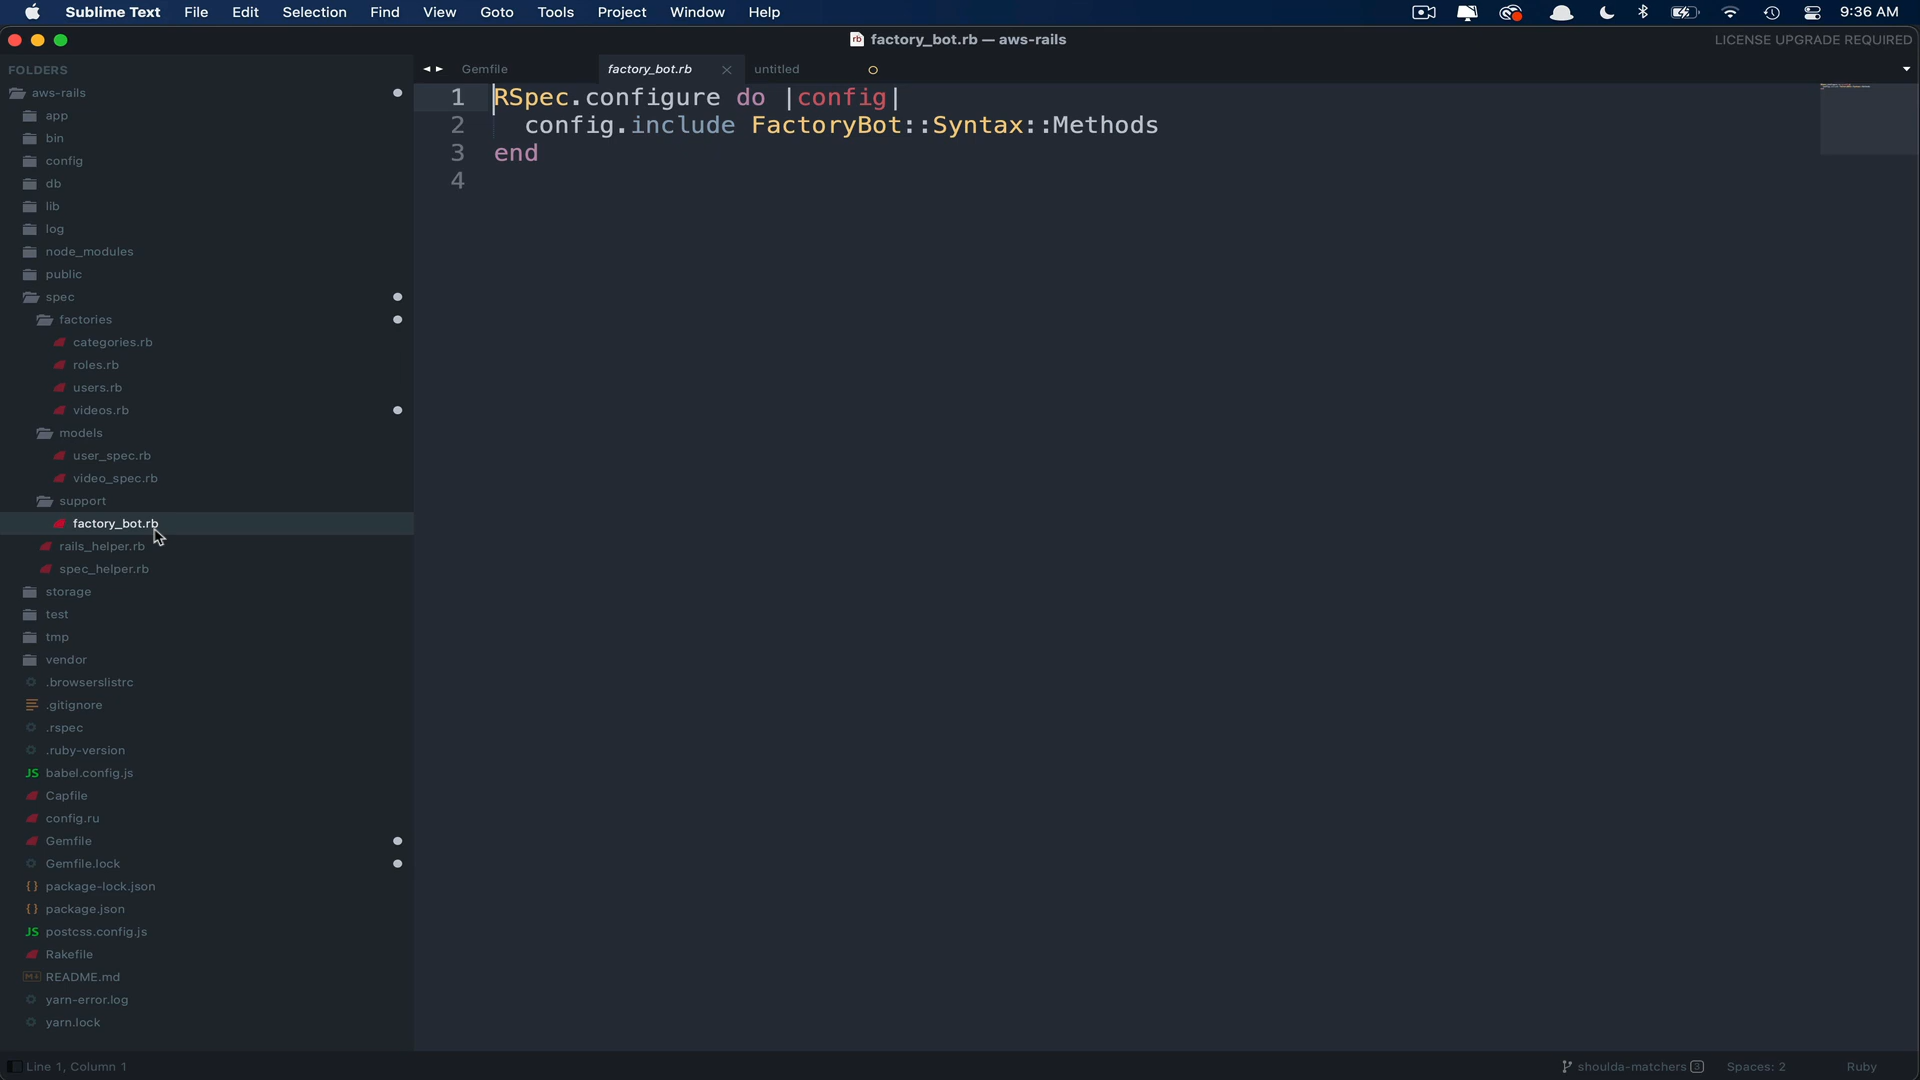 Sublime Text File Edit Selection Find View Goto Tools Project Window Help 9:36 AM
rb factory_bot.rb — aws-rails LICENSE UPGRADE REQUIRED
FOLDERS
aws-rails
app
bin
config
db
lib
log
node_modules
public
spec
factories
categories.rb
roles.rb
users.rb
videos.rb
models
user_spec.rb
video_spec.rb
support
factory_bot.rb
rails_helper.rb
spec_helper.rb
storage
test
tmp
vendor
.browserslistrc
.gitignore
.rspec
.ruby-version
JS babel.config.js
Capfile
config.ru
Gemfile
Gemfile.lock
{ } package-lock.json
{ } package.json
JS postcss.config.js
Rakefile
README.md
yarn-error.log
yarn.lock
Gemfile factory_bot.rb untitled
1 RSpec.configure do |config|
2 config.include FactoryBot::Syntax::Methods
3 end
4
Line 1, Column 1 shoulda-matchers 3 Spaces: 2 Ruby